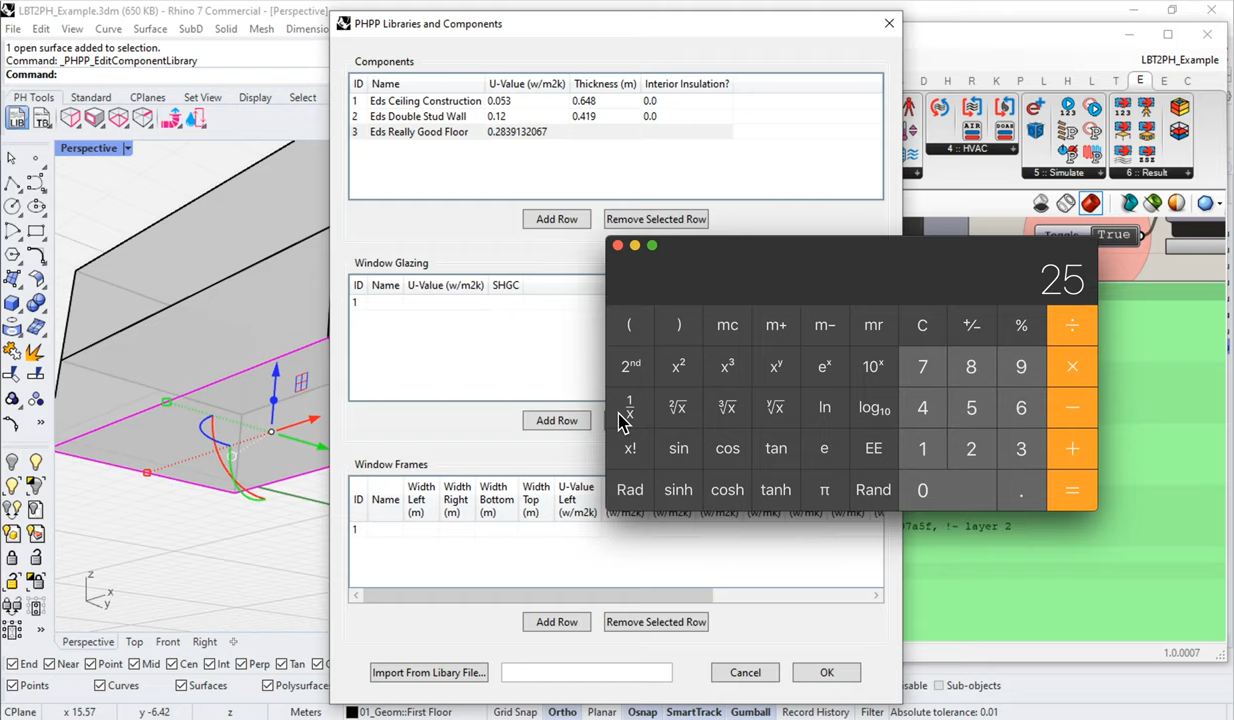 LBT2PH_Example.3dm (650 KB) - Rhino 7 Commercial - [Perspective]
File Edit View Curve Surface SubD Solid Mesh Dimensio
1 open surface added to selection.
Command: _PHPP_EditComponentLibrary
Command:
PH Tools Standard CPlanes Set View Display Select
LIB TB
Perspective
PHPP Libraries and Components
Components
ID Name U-Value (w/m2k) Thickness (m) Interior Insulation?
1 Eds Ceiling Construction 0.053 0.648 0.0
2 Eds Double Stud Wall 0.12 0.419 0.0
3 Eds Really Good Floor 0.2839132067
Add Row Remove Selected Row
Window Glazing
ID Name U-Value (w/m2k) SHGC
1
Add Row
Window Frames
ID Name Width Left (m) Width Right (m) Width Bottom (m) Width Top (m) U-Value Left (w/m2k)
1
Add Row Remove Selected Row
Import From Libary File... Cancel OK
25
( ) mc m+ m- mr C +/- % ÷
2nd x² x³ xʸ eˣ 10ˣ 7 8 9 ×
1/x ²√x ³√x ʸ√x ln log₁₀ 4 5 6 −
x! sin cos tan e EE 1 2 3 +
Rad sinh cosh tanh π Rand 0 . =
LBT2PH_Example
D H L K P L T E C
AIR DOAS
4 :: HVAC 5 :: Simulate 6 :: Result
Toggle True
97a5f, !- layer 2
1.0.0007
z
x
y
Perspective Top Front Right
End Near Point Mid Cen Int Perp Tan
Points Curves Surfaces Polysurfaces
isable Sub-objects
CPlane x 15.57 y -6.42 z Meters 01_Geom::First Floor Grid Snap Ortho Planar Osnap SmartTrack Gumball Record History Filter Absolute tolerance: 0.01